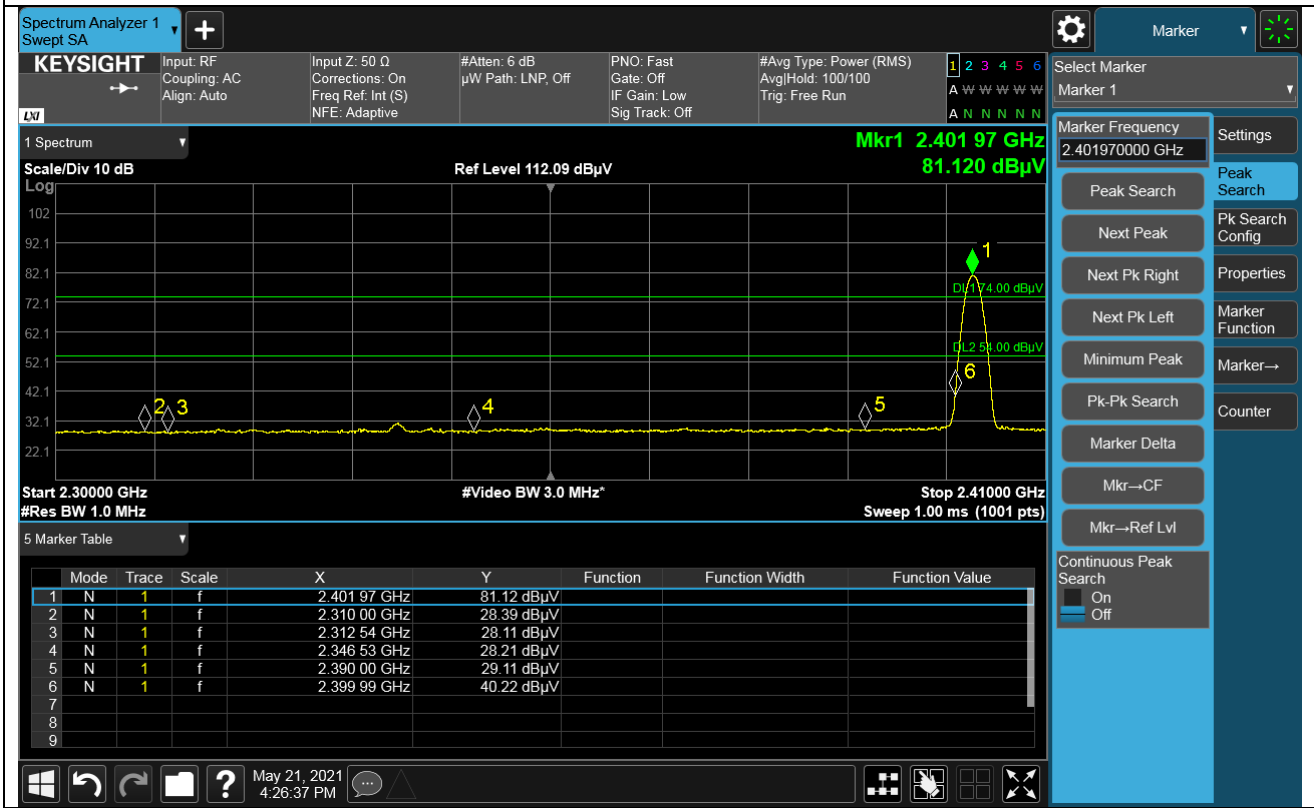 Spectrum Analyzer 1
Swept SA
Marker
KEYSIGHT
LXI
Input: RF
Coupling: AC
Align: Auto
Input Z: 50 Ω
Corrections: On
Freq Ref: Int (S)
NFE: Adaptive
#Atten: 6 dB
µW Path: LNP, Off
PNO: Fast
Gate: Off
IF Gain: Low
Sig Track: Off
#Avg Type: Power (RMS)
Avg|Hold: 100/100
Trig: Free Run
1 2 3 4 5 6
A W W W W W
A N N N N N
Select Marker
Marker 1
1 Spectrum
Mkr1 2.401 97 GHz
81.120 dBµV
Scale/Div 10 dB
Ref Level 112.09 dBµV
Log
102
92.1
82.1
72.1
62.1
52.1
42.1
32.1
22.1
1
DL1 74.00 dBµV
DL2 54.00 dBµV
6
2 3
4
5
Start 2.30000 GHz
#Video BW 3.0 MHz*
Stop 2.41000 GHz
#Res BW 1.0 MHz
Sweep 1.00 ms (1001 pts)
Marker Frequency
2.401970000 GHz
Peak Search
Next Peak
Next Pk Right
Next Pk Left
Minimum Peak
Pk-Pk Search
Marker Delta
Mkr→CF
Mkr→Ref Lvl
Continuous Peak
Search
On
Off
Settings
Peak
Search
Pk Search
Config
Properties
Marker
Function
Marker→
Counter
5 Marker Table
Mode Trace Scale X Y Function Function Width Function Value
1 N 1 f 2.401 97 GHz 81.12 dBµV
2 N 1 f 2.310 00 GHz 28.39 dBµV
3 N 1 f 2.312 54 GHz 28.11 dBµV
4 N 1 f 2.346 53 GHz 28.21 dBµV
5 N 1 f 2.390 00 GHz 29.11 dBµV
6 N 1 f 2.399 99 GHz 40.22 dBµV
7
8
9
?
May 21, 2021
4:26:37 PM